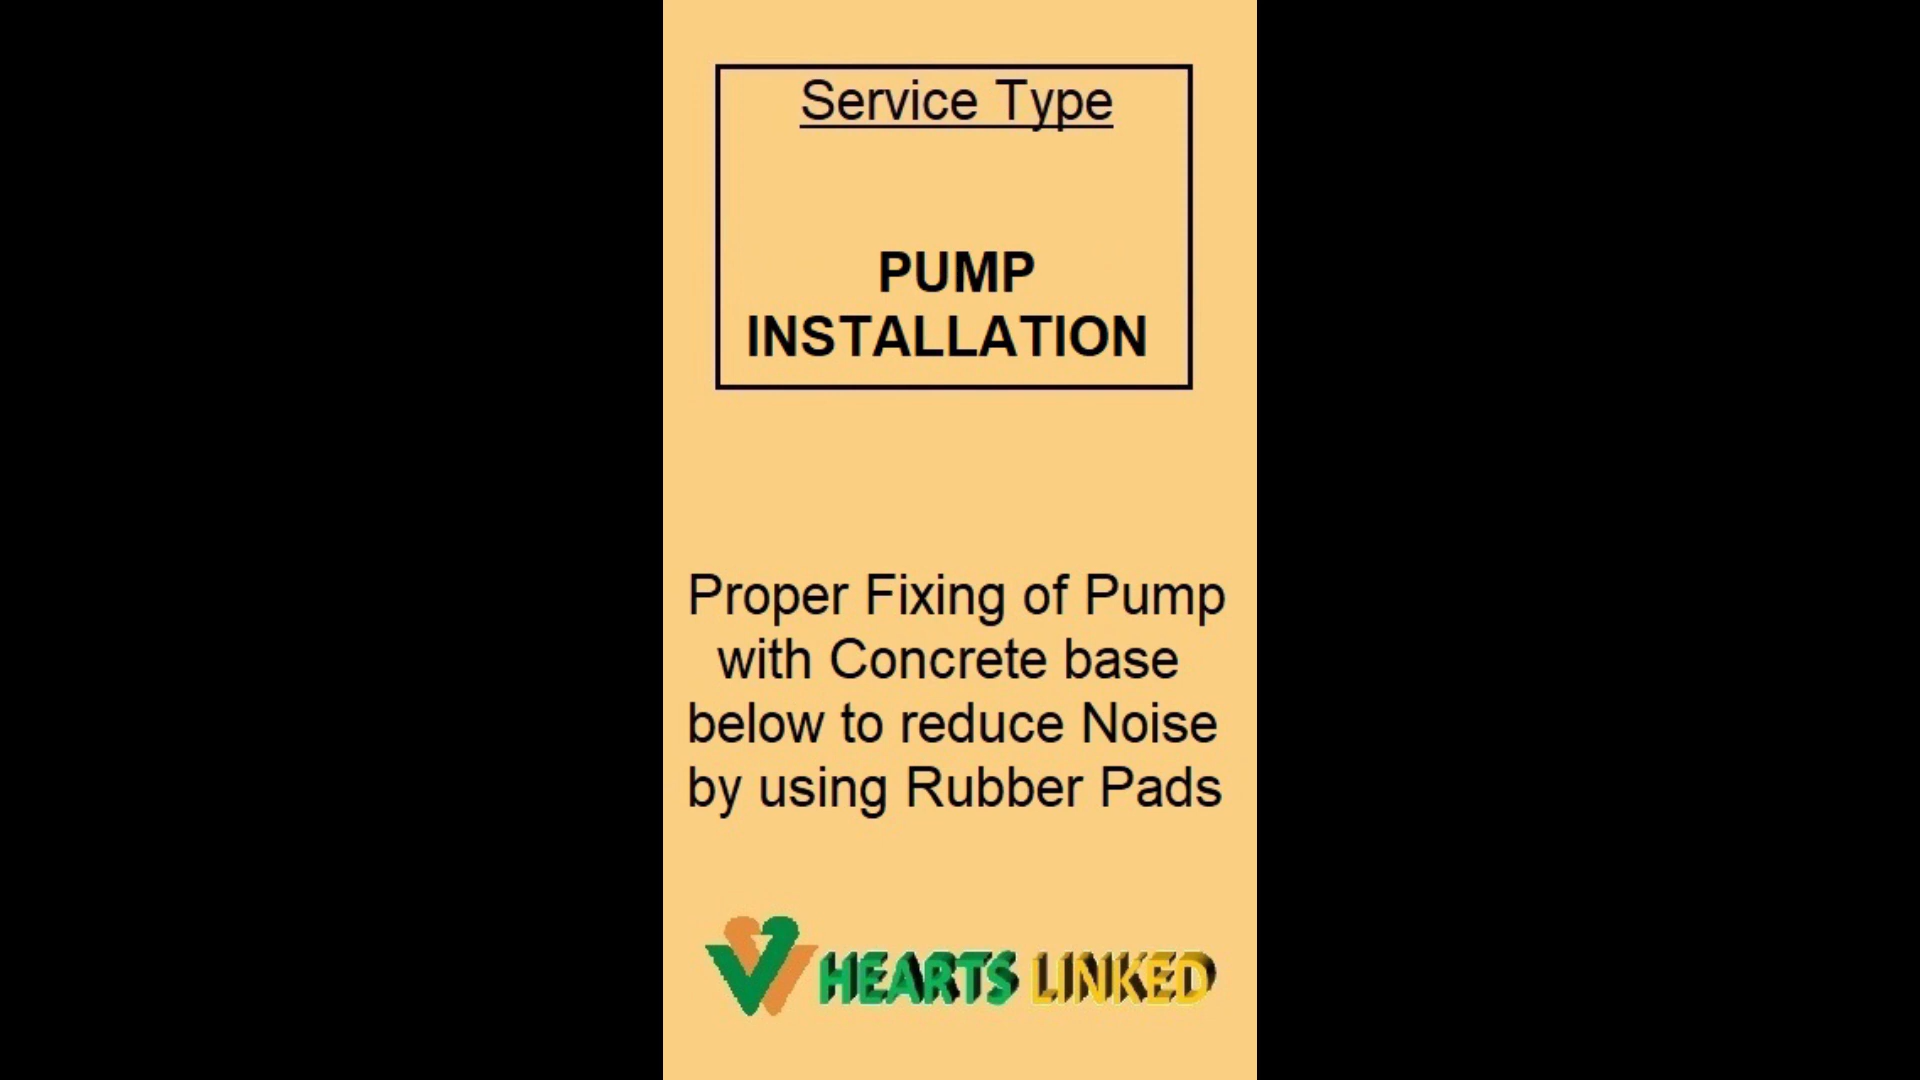 Service Type
PUMP
INSTALLATION
Proper Fixing of Pump
with Concrete base
below to reduce Noise
by using Rubber Pads
HEARTS LINKED